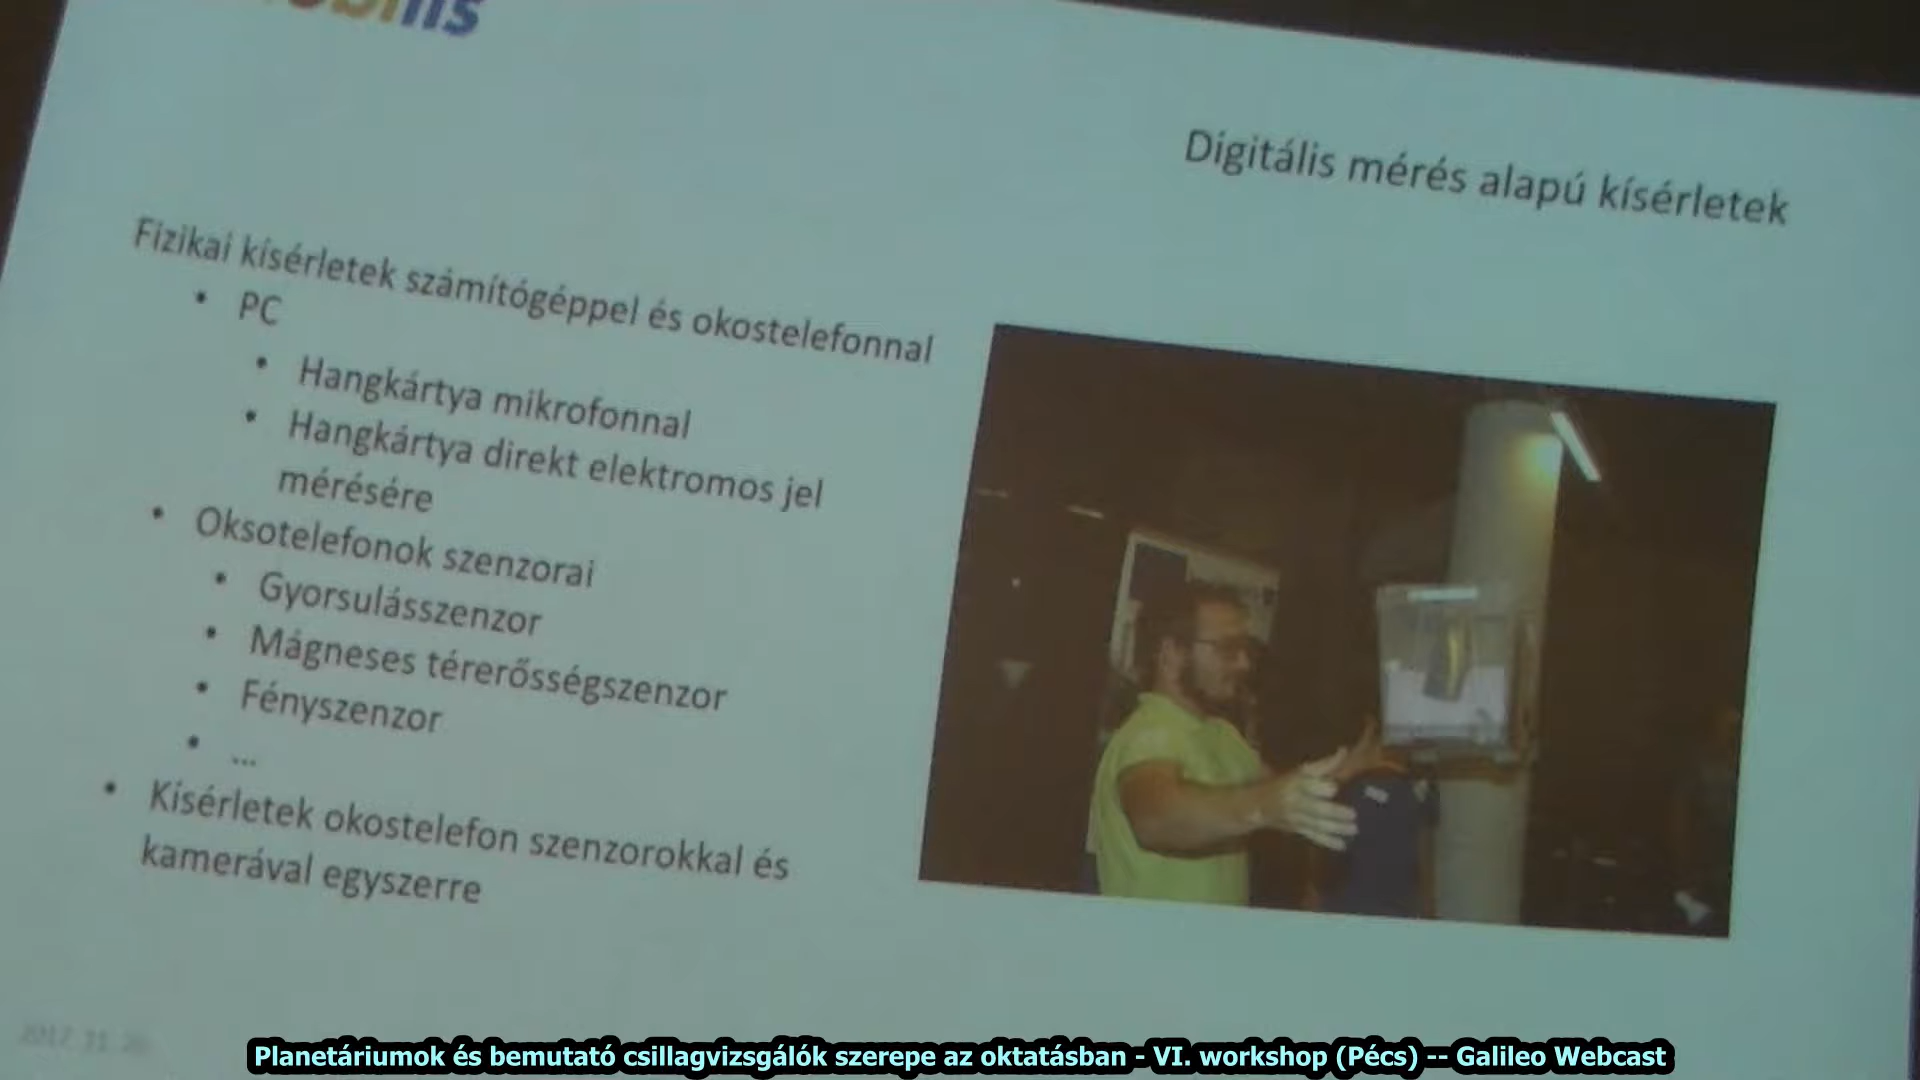 Digitális mérés alapú kísérletek
Fizikai kísérletek számítógéppel és okostelefonnal
• PC
• Hangkártya mikrofonnal
• Hangkártya direkt elektromos jel
mérésére
• Oksotelefonok szenzorai
• Gyorsulásszenzor
• Mágneses térerősségszenzor
• Fényszenzor
• ...
• Kísérletek okostelefon szenzorokkal és
kamerával egyszerre
Planetáriumok és bemutató csillagvizsgálók szerepe az oktatásban - VI. workshop (Pécs) -- Galileo Webcast